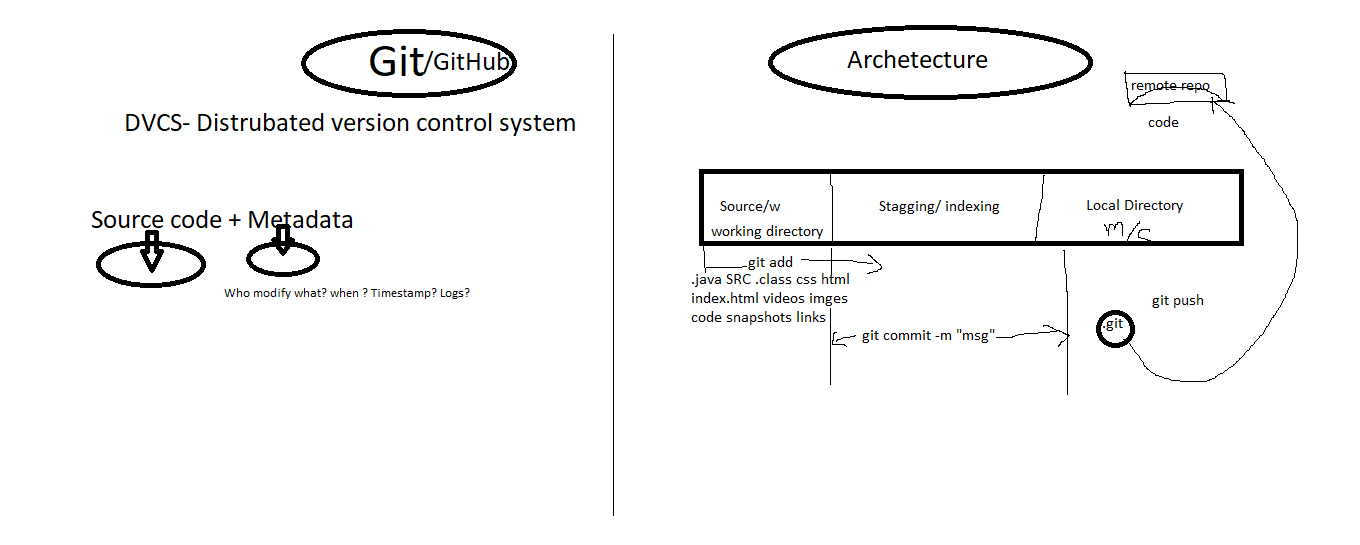 Git/GitHub
DVCS- Distrubated version control system
Source code + Metadata
Who modify what? when ? Timestamp? Logs?
Archetecture
remote repo
code
Source/w
working directory
Stagging/ indexing
Local Directory
m/c
git add
.java SRC .class css html
index.html videos imges
code snapshots links
git commit -m "msg"
.git
git push